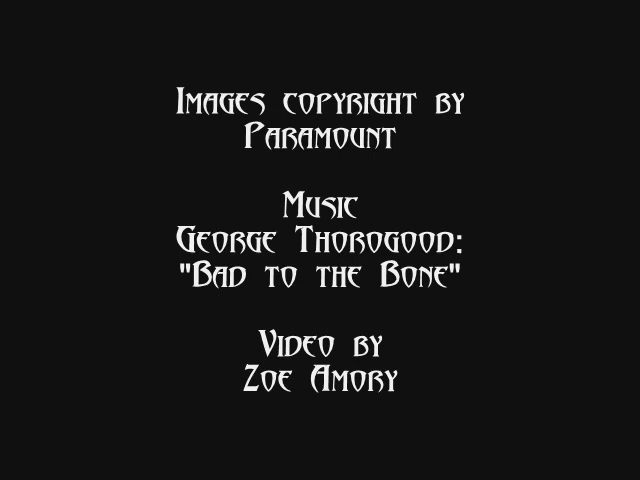 Images copyright by
Paramount
Music
George Thorogood:
"Bad to the Bone"
Video by
Zoe Amory